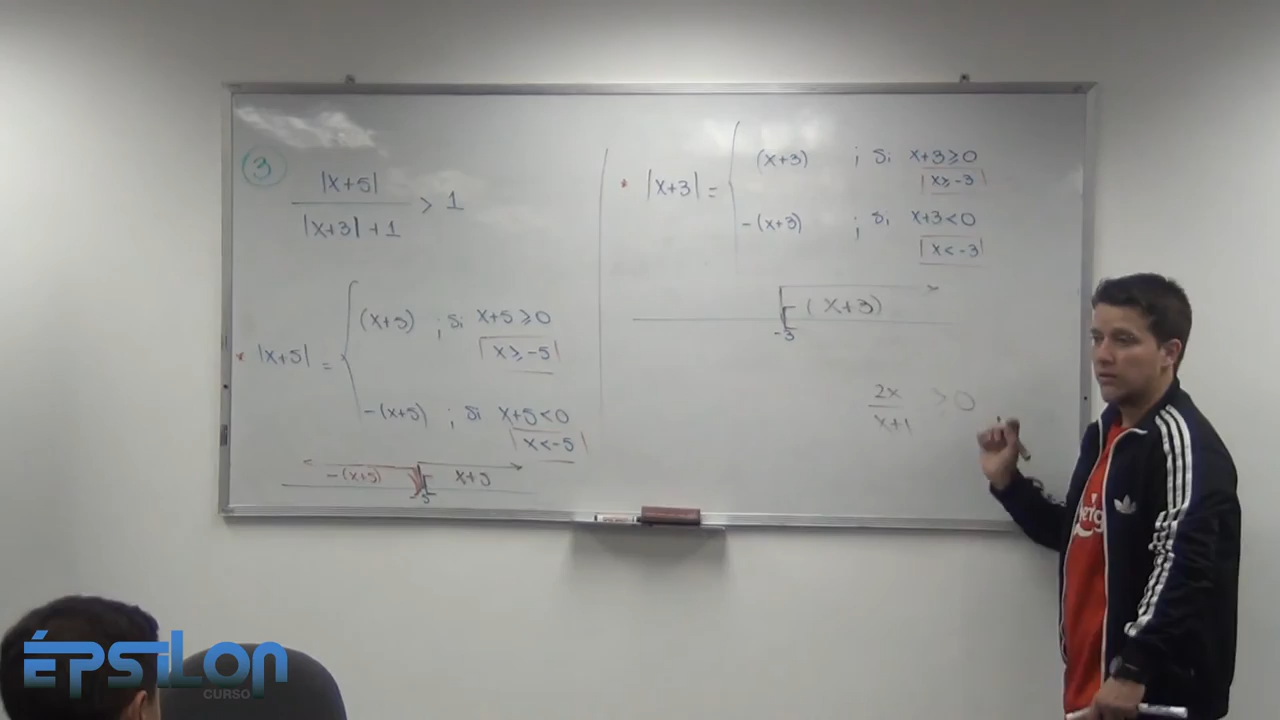 3
|x+5|
|x+3|+1
> 1
* |x+5| =
(x+5) ; Si x+5≥0
x≥-5
-(x+5) ; Si x+5<0
x<-5
-(x+5) x+5
-5
* |x+3| =
(x+3) ; Si x+3≥0
x≥-3
-(x+3) ; Si x+3<0
x<-3
(x+3)
-3
2x
x+1
>0
ÉPSILON
CURSO